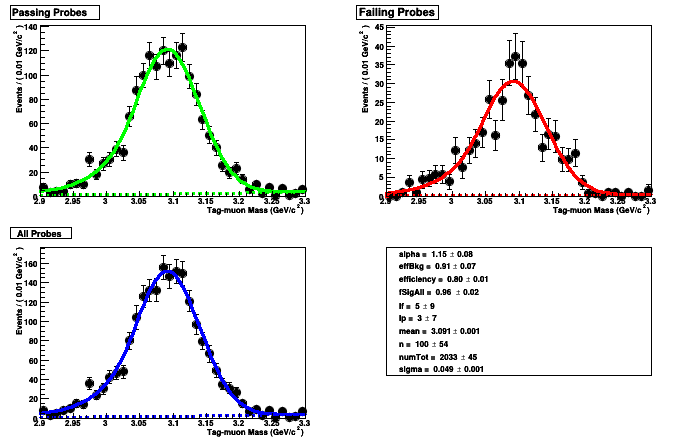 Passing Probes
Events / ( 0.01 GeV/c² )
140
120
100
80
60
40
20
0
2.9 2.95 3 3.05 3.1 3.15 3.2 3.25 3.3
Tag-muon Mass (GeV/c²)
Failing Probes
Events / ( 0.01 GeV/c² )
45
40
35
30
25
20
15
10
5
0
2.9 2.95 3 3.05 3.1 3.15 3.2 3.25 3.3
Tag-muon Mass (GeV/c²)
All Probes
Events / ( 0.01 GeV/c² )
160
140
120
100
80
60
40
20
0
2.9 2.95 3 3.05 3.1 3.15 3.2 3.25 3.3
Tag-muon Mass (GeV/c²)
alpha = 1.15 ± 0.08
effBkg = 0.91 ± 0.07
efficiency = 0.80 ± 0.01
fSigAll = 0.96 ± 0.02
lf = 5 ± 9
lp = 3 ± 7
mean = 3.091 ± 0.001
n = 100 ± 54
numTot = 2033 ± 45
sigma = 0.049 ± 0.001